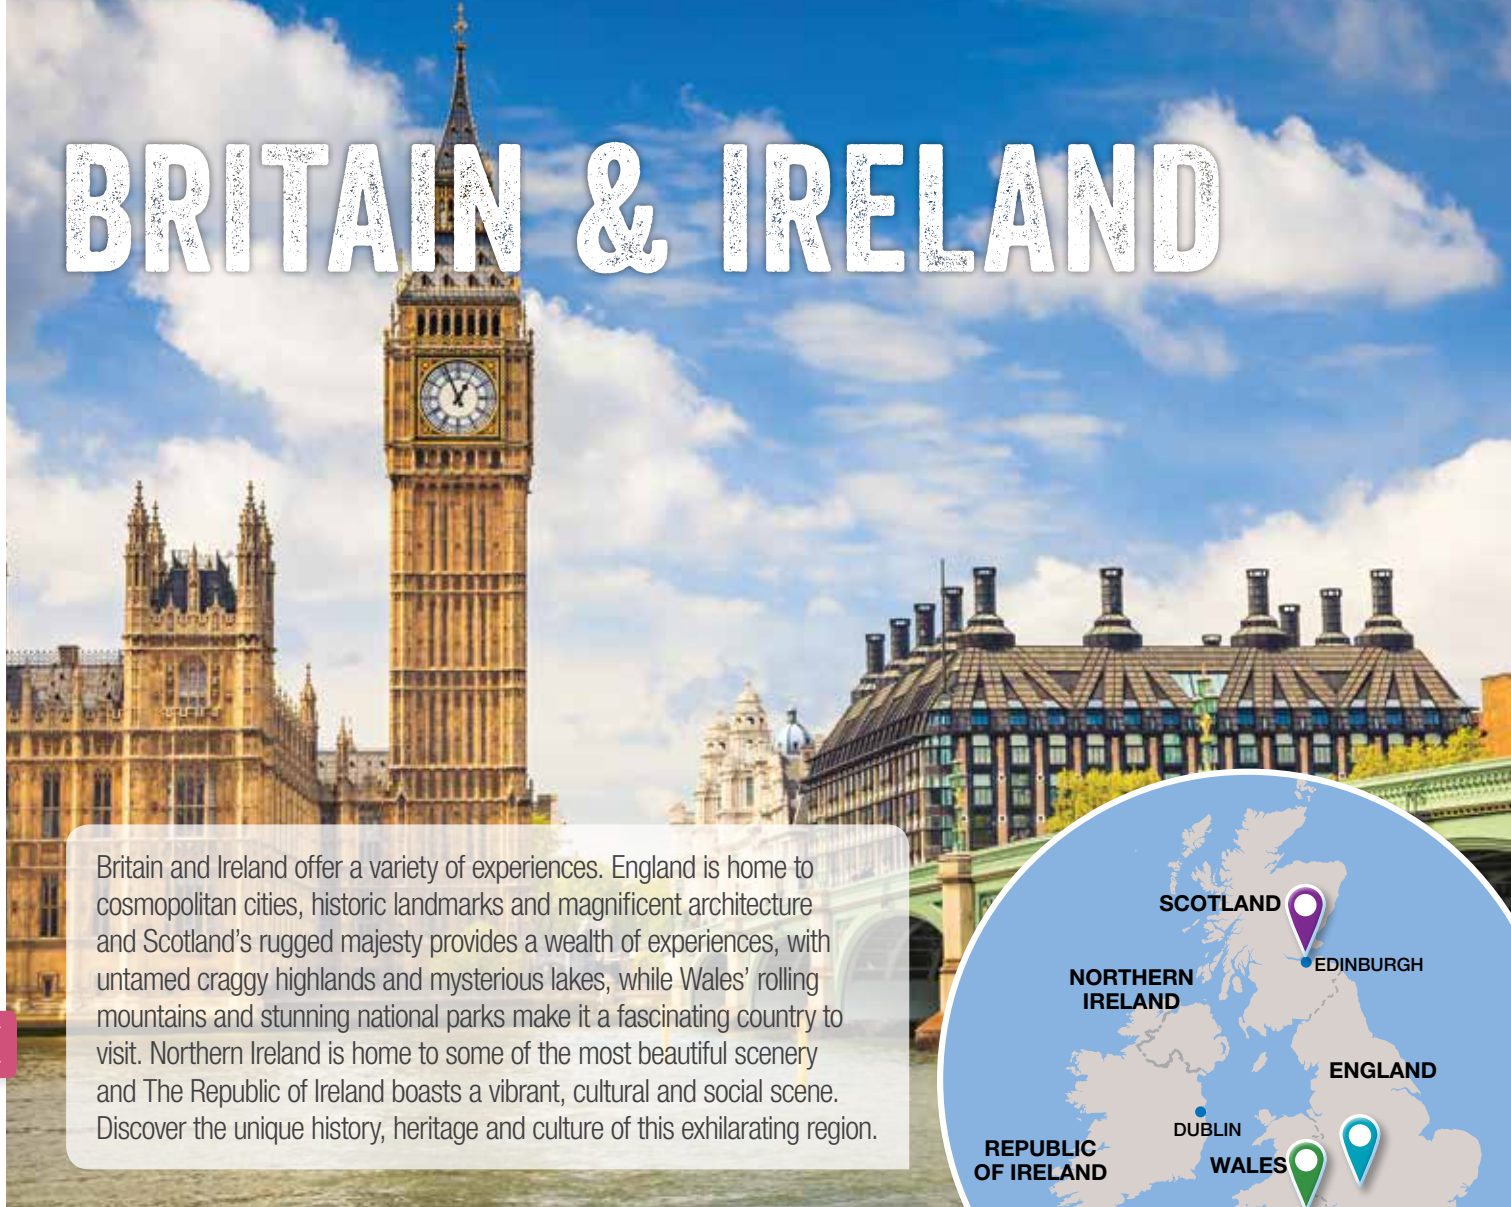 BRITAIN & IRELAND
Britain and Ireland offer a variety of experiences. England is home to
cosmopolitan cities, historic landmarks and magnificent architecture
and Scotland's rugged majesty provides a wealth of experiences, with
untamed craggy highlands and mysterious lakes, while Wales' rolling
mountains and stunning national parks make it a fascinating country to
visit. Northern Ireland is home to some of the most beautiful scenery
and The Republic of Ireland boasts a vibrant, cultural and social scene.
Discover the unique history, heritage and culture of this exhilarating region.
SCOTLAND
EDINBURGH
NORTHERN
IRELAND
ENGLAND
DUBLIN
REPUBLIC
OF IRELAND
WALES